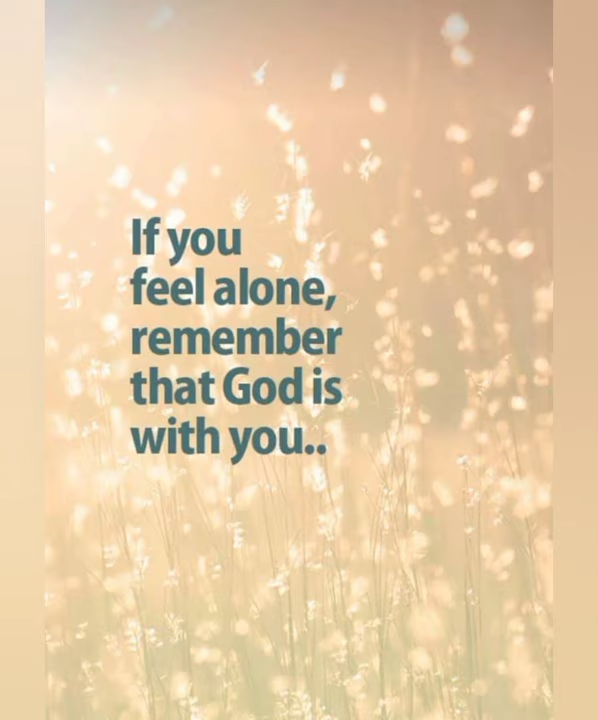 If you
feel alone,
remember
that God is
with you..